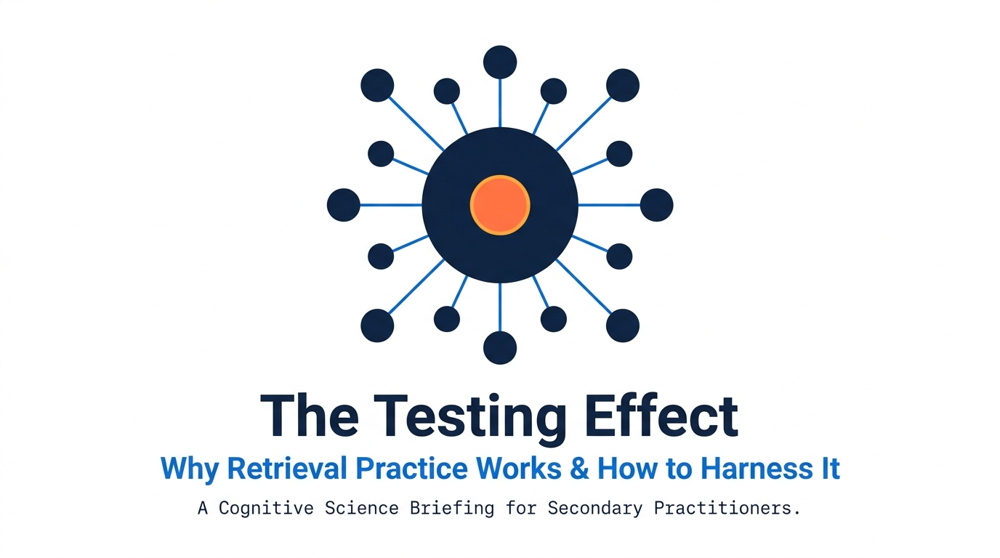 The Testing Effect
Why Retrieval Practice Works & How to Harness It
A Cognitive Science Briefing for Secondary Practitioners.